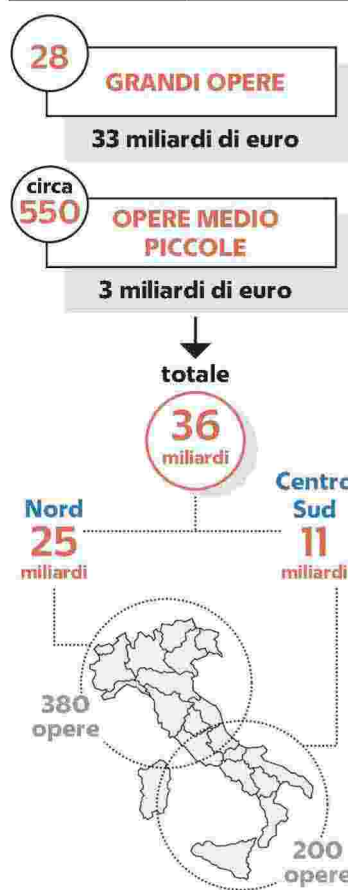 28
GRANDI OPERE
33 miliardi di euro
circa
550
OPERE MEDIO
PICCOLE
3 miliardi di euro
totale
36
miliardi
Nord
25
miliardi
Centro
Sud
11
miliardi
380
opere
200
opere